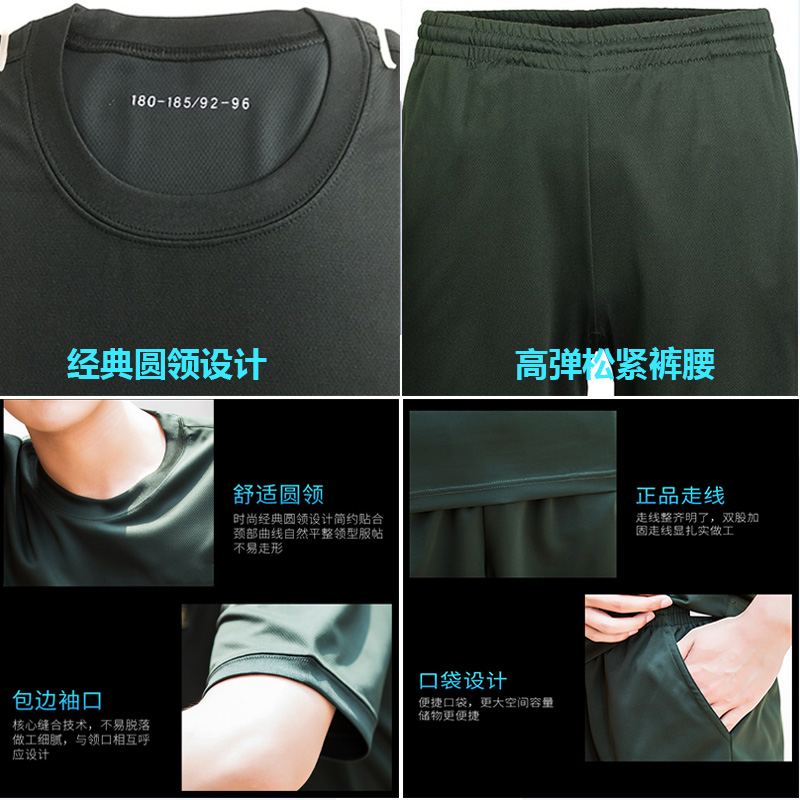 180-185/92-96
经典圆领设计
高弹松紧裤腰
舒适圆领
时尚经典圆领设计简约贴合
颈部曲线自然平整领型服帖
不易走形
正品走线
走线整齐明了，双股加
固走线显扎实做工
包边袖口
核心缝合技术，不易脱落
做工细腻，与领口相互呼
应设计
口袋设计
便捷口袋，更大空间容量
储物更便捷